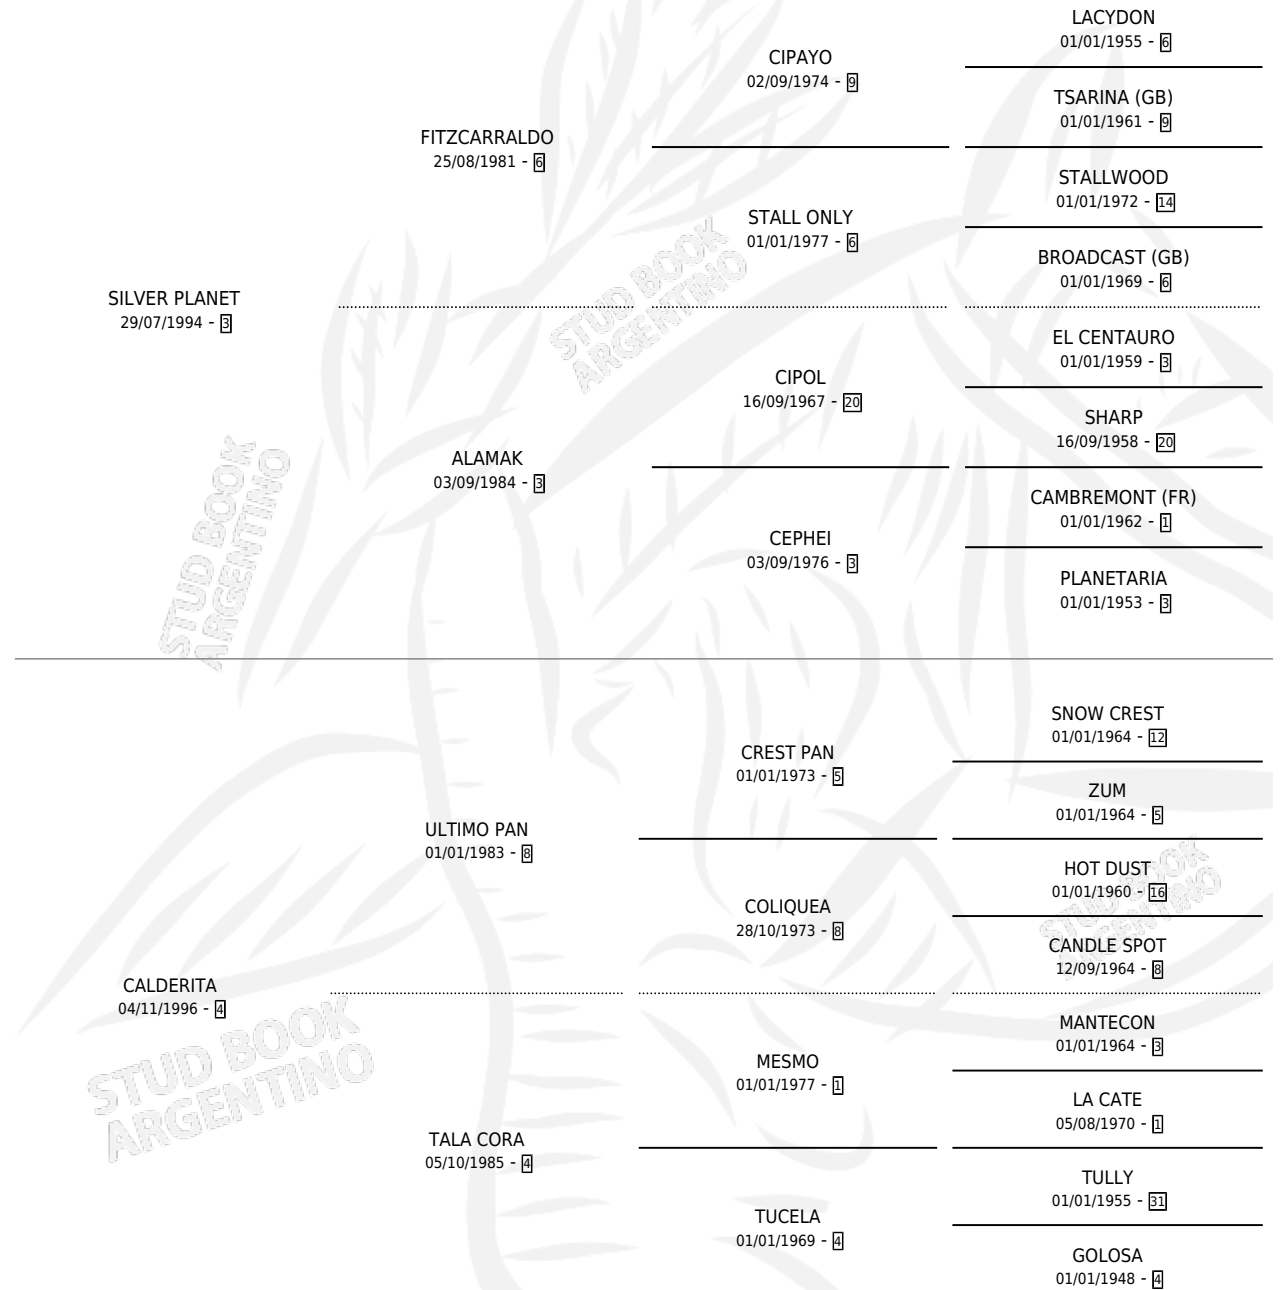 LACYDON
01/01/1955 - 6
CIPAYO
02/09/1974 - 9
TSARINA (GB)
01/01/1961 - 9
FITZCARRALDO
25/08/1981 - 6
STALLWOOD
01/01/1972 - 14
STALL ONLY
01/01/1977 - 6
BROADCAST (GB)
01/01/1969 - 6
SILVER PLANET
29/07/1994 - 3
EL CENTAURO
01/01/1959 - 3
CIPOL
16/09/1967 - 20
SHARP
16/09/1958 - 20
ALAMAK
03/09/1984 - 3
CAMBREMONT (FR)
01/01/1962 - 1
CEPHEI
03/09/1976 - 3
PLANETARIA
01/01/1953 - 3
SNOW CREST
01/01/1964 - 12
CREST PAN
01/01/1973 - 5
ZUM
01/01/1964 - 5
ULTIMO PAN
01/01/1983 - 8
HOT DUST
01/01/1960 - 16
COLIQUEA
28/10/1973 - 8
CANDLE SPOT
12/09/1964 - 8
CALDERITA
04/11/1996 - 4
MANTECON
01/01/1964 - 3
MESMO
01/01/1977 - 1
LA CATE
05/08/1970 - 1
TALA CORA
05/10/1985 - 4
TULLY
01/01/1955 - 31
TUCELA
01/01/1969 - 4
GOLOSA
01/01/1948 - 4
STUD BOOK
ARGENTINO
STUD BOOK
ARGENTINO
STUD BOOK
ARGENTINO
STUD BOOK
ARGENTINO